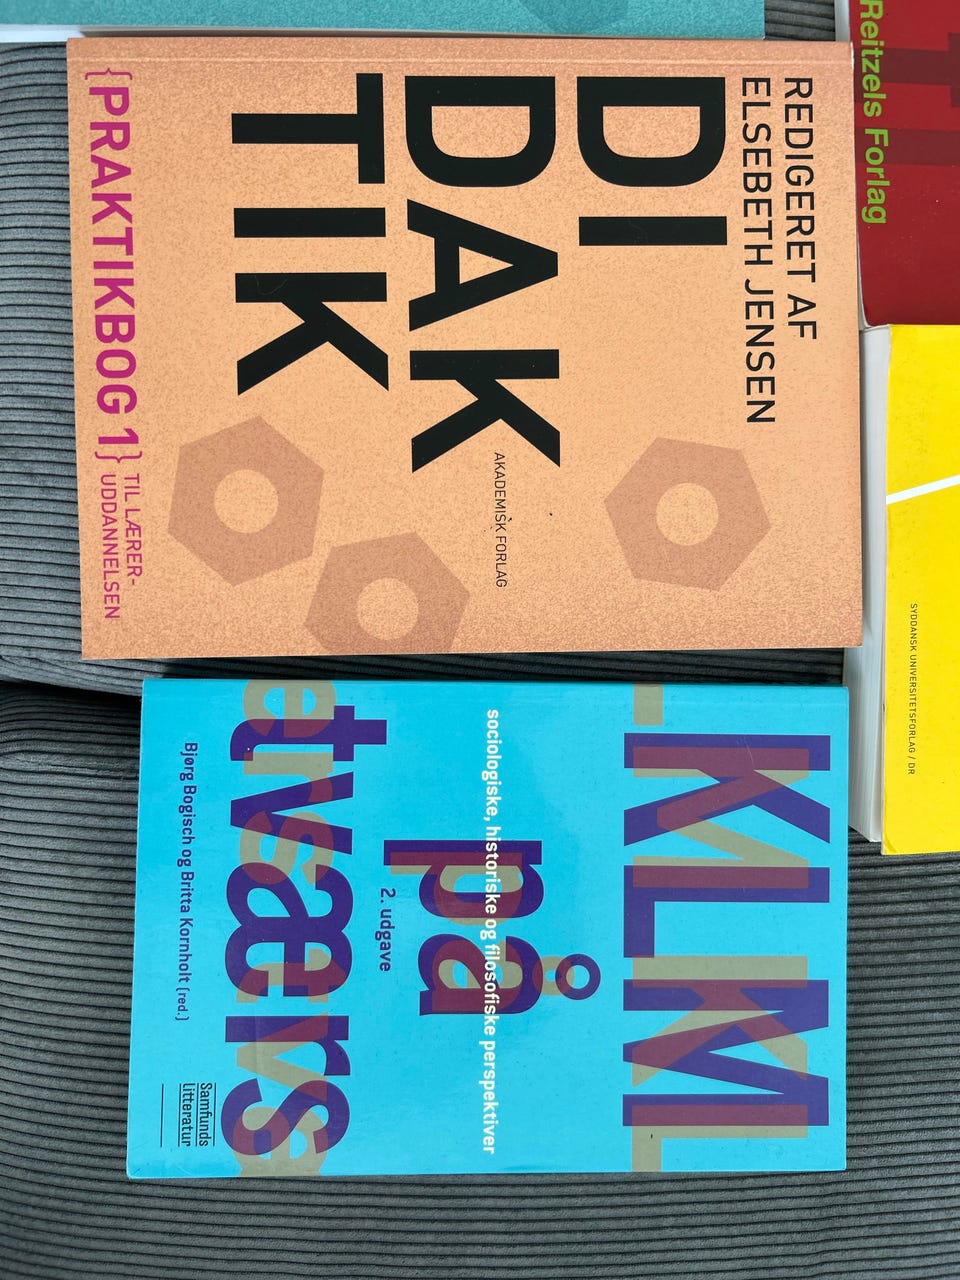 REDIGERET AF
ELSEBETH JENSEN
DI
DAK
TIK
AKADEMISK FORLAG
{PRAKTIKBOG 1} TIL LÆRER-
UDDANNELSEN
KLM
på
tværs
sociologiske, historiske og filosofiske perspektiver
2. udgave
Bjørg Bogisch og Britta Kornholt (red.)
Samfunds
litteratur
Reitzels Forlag
SYDDANSK UNIVERSITETSFORLAG / DR